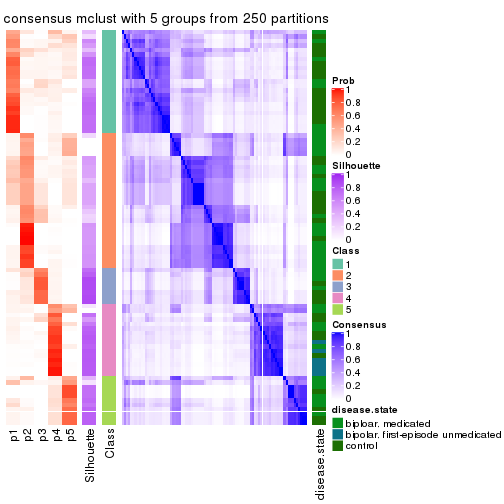 consensus mclust with 5 groups from 250 partitions
Prob
1
0.8
0.6
0.4
0.2
0
Silhouette
1
0.8
0.6
0.4
0.2
0
Class
1
2
3
4
5
Consensus
1
0.8
0.6
0.4
0.2
0
disease.state
biploar. medicated
bipolar. first-episode unmedicated
control
p1
p2
p3
p4
p5
Silhouette
Class
disease.state